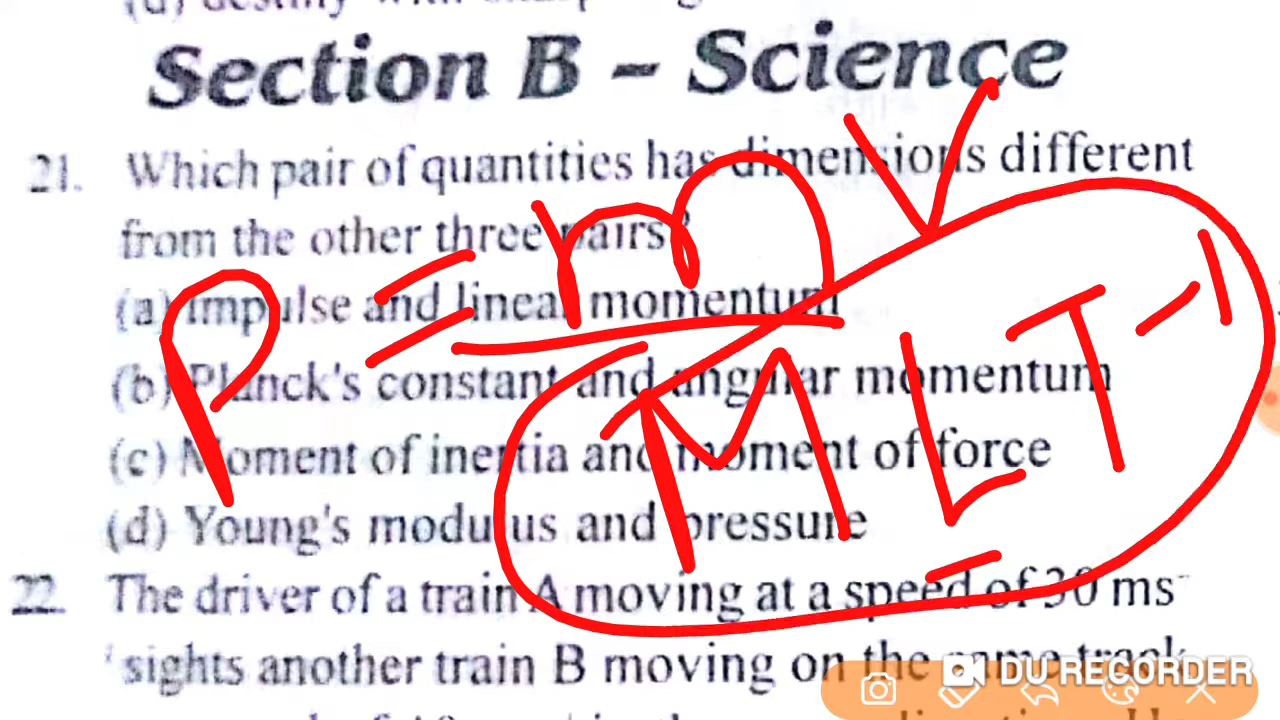 Section B – Science
21. Which pair of quantities has dimensions different
from the other three pairs?
(a) Impulse and linear momentum
(b) Planck's constant and angular momentum
(c) Moment of inertia and moment of force
(d) Young's modulus and pressure
P = mv
MLT-1
22. The driver of a train A moving at a speed of 30 ms-
sights another train B moving on the same track
DU RECORDER